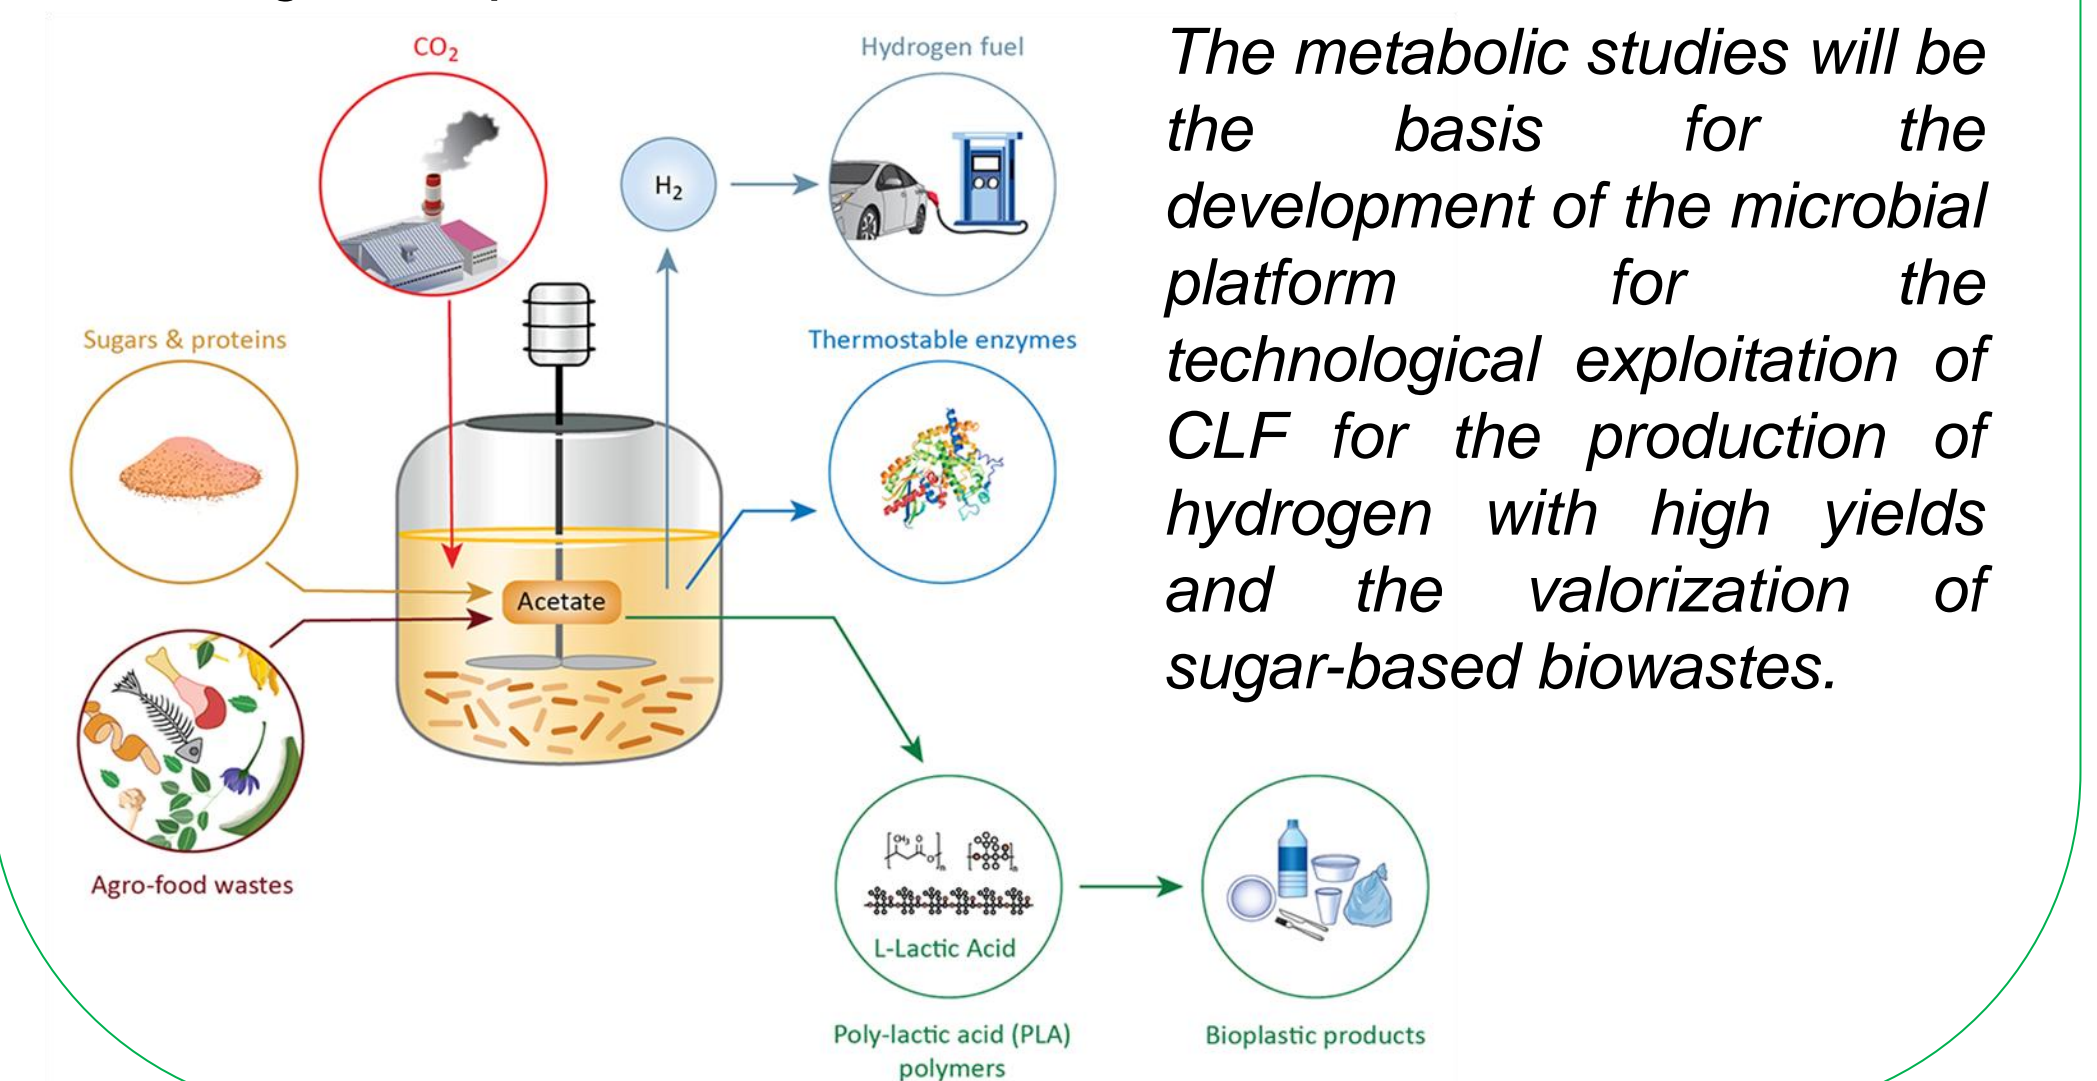 CO2
Hydrogen fuel
H2
Sugars & proteins
Thermostable enzymes
Acetate
Agro-food wastes
CH3 O
O
n
n
L-Lactic Acid
Poly-lactic acid (PLA)
polymers
Bioplastic products
The metabolic studies will be
the basis for the
development of the microbial
platform for the
technological exploitation of
CLF for the production of
hydrogen with high yields
and the valorization of
sugar-based biowastes.